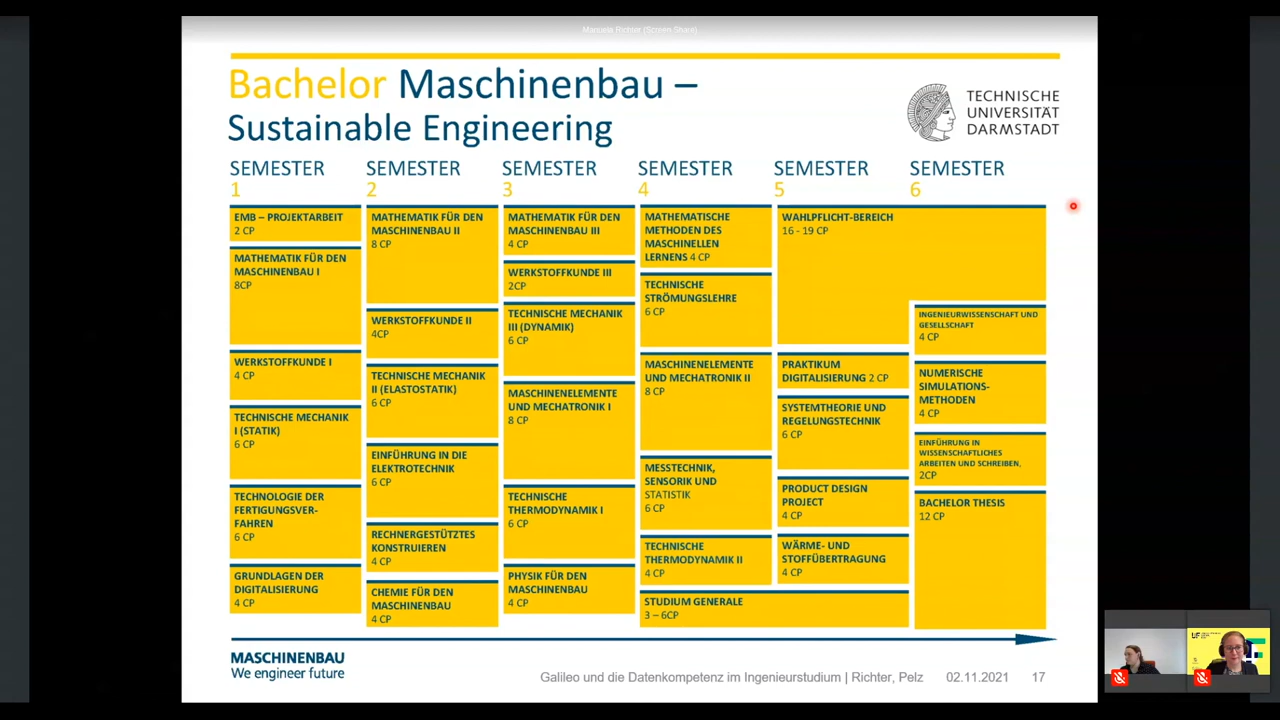 Manuela Richter (Screen Share)
Bachelor Maschinenbau –
Sustainable Engineering
TECHNISCHE
UNIVERSITÄT
DARMSTADT
SEMESTER
1
SEMESTER
2
SEMESTER
3
SEMESTER
4
SEMESTER
5
SEMESTER
6
EMB – PROJEKTARBEIT
2 CP
MATHEMATIK FÜR DEN
MASCHINENBAU I
8CP
WERKSTOFFKUNDE I
4 CP
TECHNISCHE MECHANIK
I (STATIK)
6 CP
TECHNOLOGIE DER
FERTIGUNGSVER-
FAHREN
6 CP
GRUNDLAGEN DER
DIGITALISIERUNG
4 CP
MATHEMATIK FÜR DEN
MASCHINENBAU II
8 CP
WERKSTOFFKUNDE II
4CP
TECHNISCHE MECHANIK
II (ELASTOSTATIK)
6 CP
EINFÜHRUNG IN DIE
ELEKTROTECHNIK
6 CP
RECHNERGESTÜTZTES
KONSTRUIEREN
4 CP
CHEMIE FÜR DEN
MASCHINENBAU
4 CP
MATHEMATIK FÜR DEN
MASCHINENBAU III
4 CP
WERKSTOFFKUNDE III
2CP
TECHNISCHE MECHANIK
III (DYNAMIK)
6 CP
MASCHINENELEMENTE
UND MECHATRONIK I
8 CP
TECHNISCHE
THERMODYNAMIK I
6 CP
PHYSIK FÜR DEN
MASCHINENBAU
4 CP
MATHEMATISCHE
METHODEN DES
MASCHINELLEN
LERNENS 4 CP
TECHNISCHE
STRÖMUNGSLEHRE
6 CP
MASCHINENELEMENTE
UND MECHATRONIK II
8 CP
MESSTECHNIK,
SENSORIK UND
STATISTIK
6 CP
TECHNISCHE
THERMODYNAMIK II
4 CP
STUDIUM GENERALE
3 – 6CP
WAHLPFLICHT-BEREICH
16 - 19 CP
PRAKTIKUM
DIGITALISIERUNG 2 CP
SYSTEMTHEORIE UND
REGELUNGSTECHNIK
6 CP
PRODUCT DESIGN
PROJECT
4 CP
WÄRME- UND
STOFFÜBERTRAGUNG
4 CP
INGENIEURWISSENSCHAFT UND
GESELLSCHAFT
4 CP
NUMERISCHE
SIMULATIONS-
METHODEN
4 CP
EINFÜHRUNG IN
WISSENSCHAFTLICHES
ARBEITEN UND SCHREIBEN,
2CP
BACHELOR THESIS
12 CP
MASCHINENBAU
We engineer future
Galileo und die Datenkompetenz im Ingenieurstudium | Richter, Pelz 02.11.2021 17